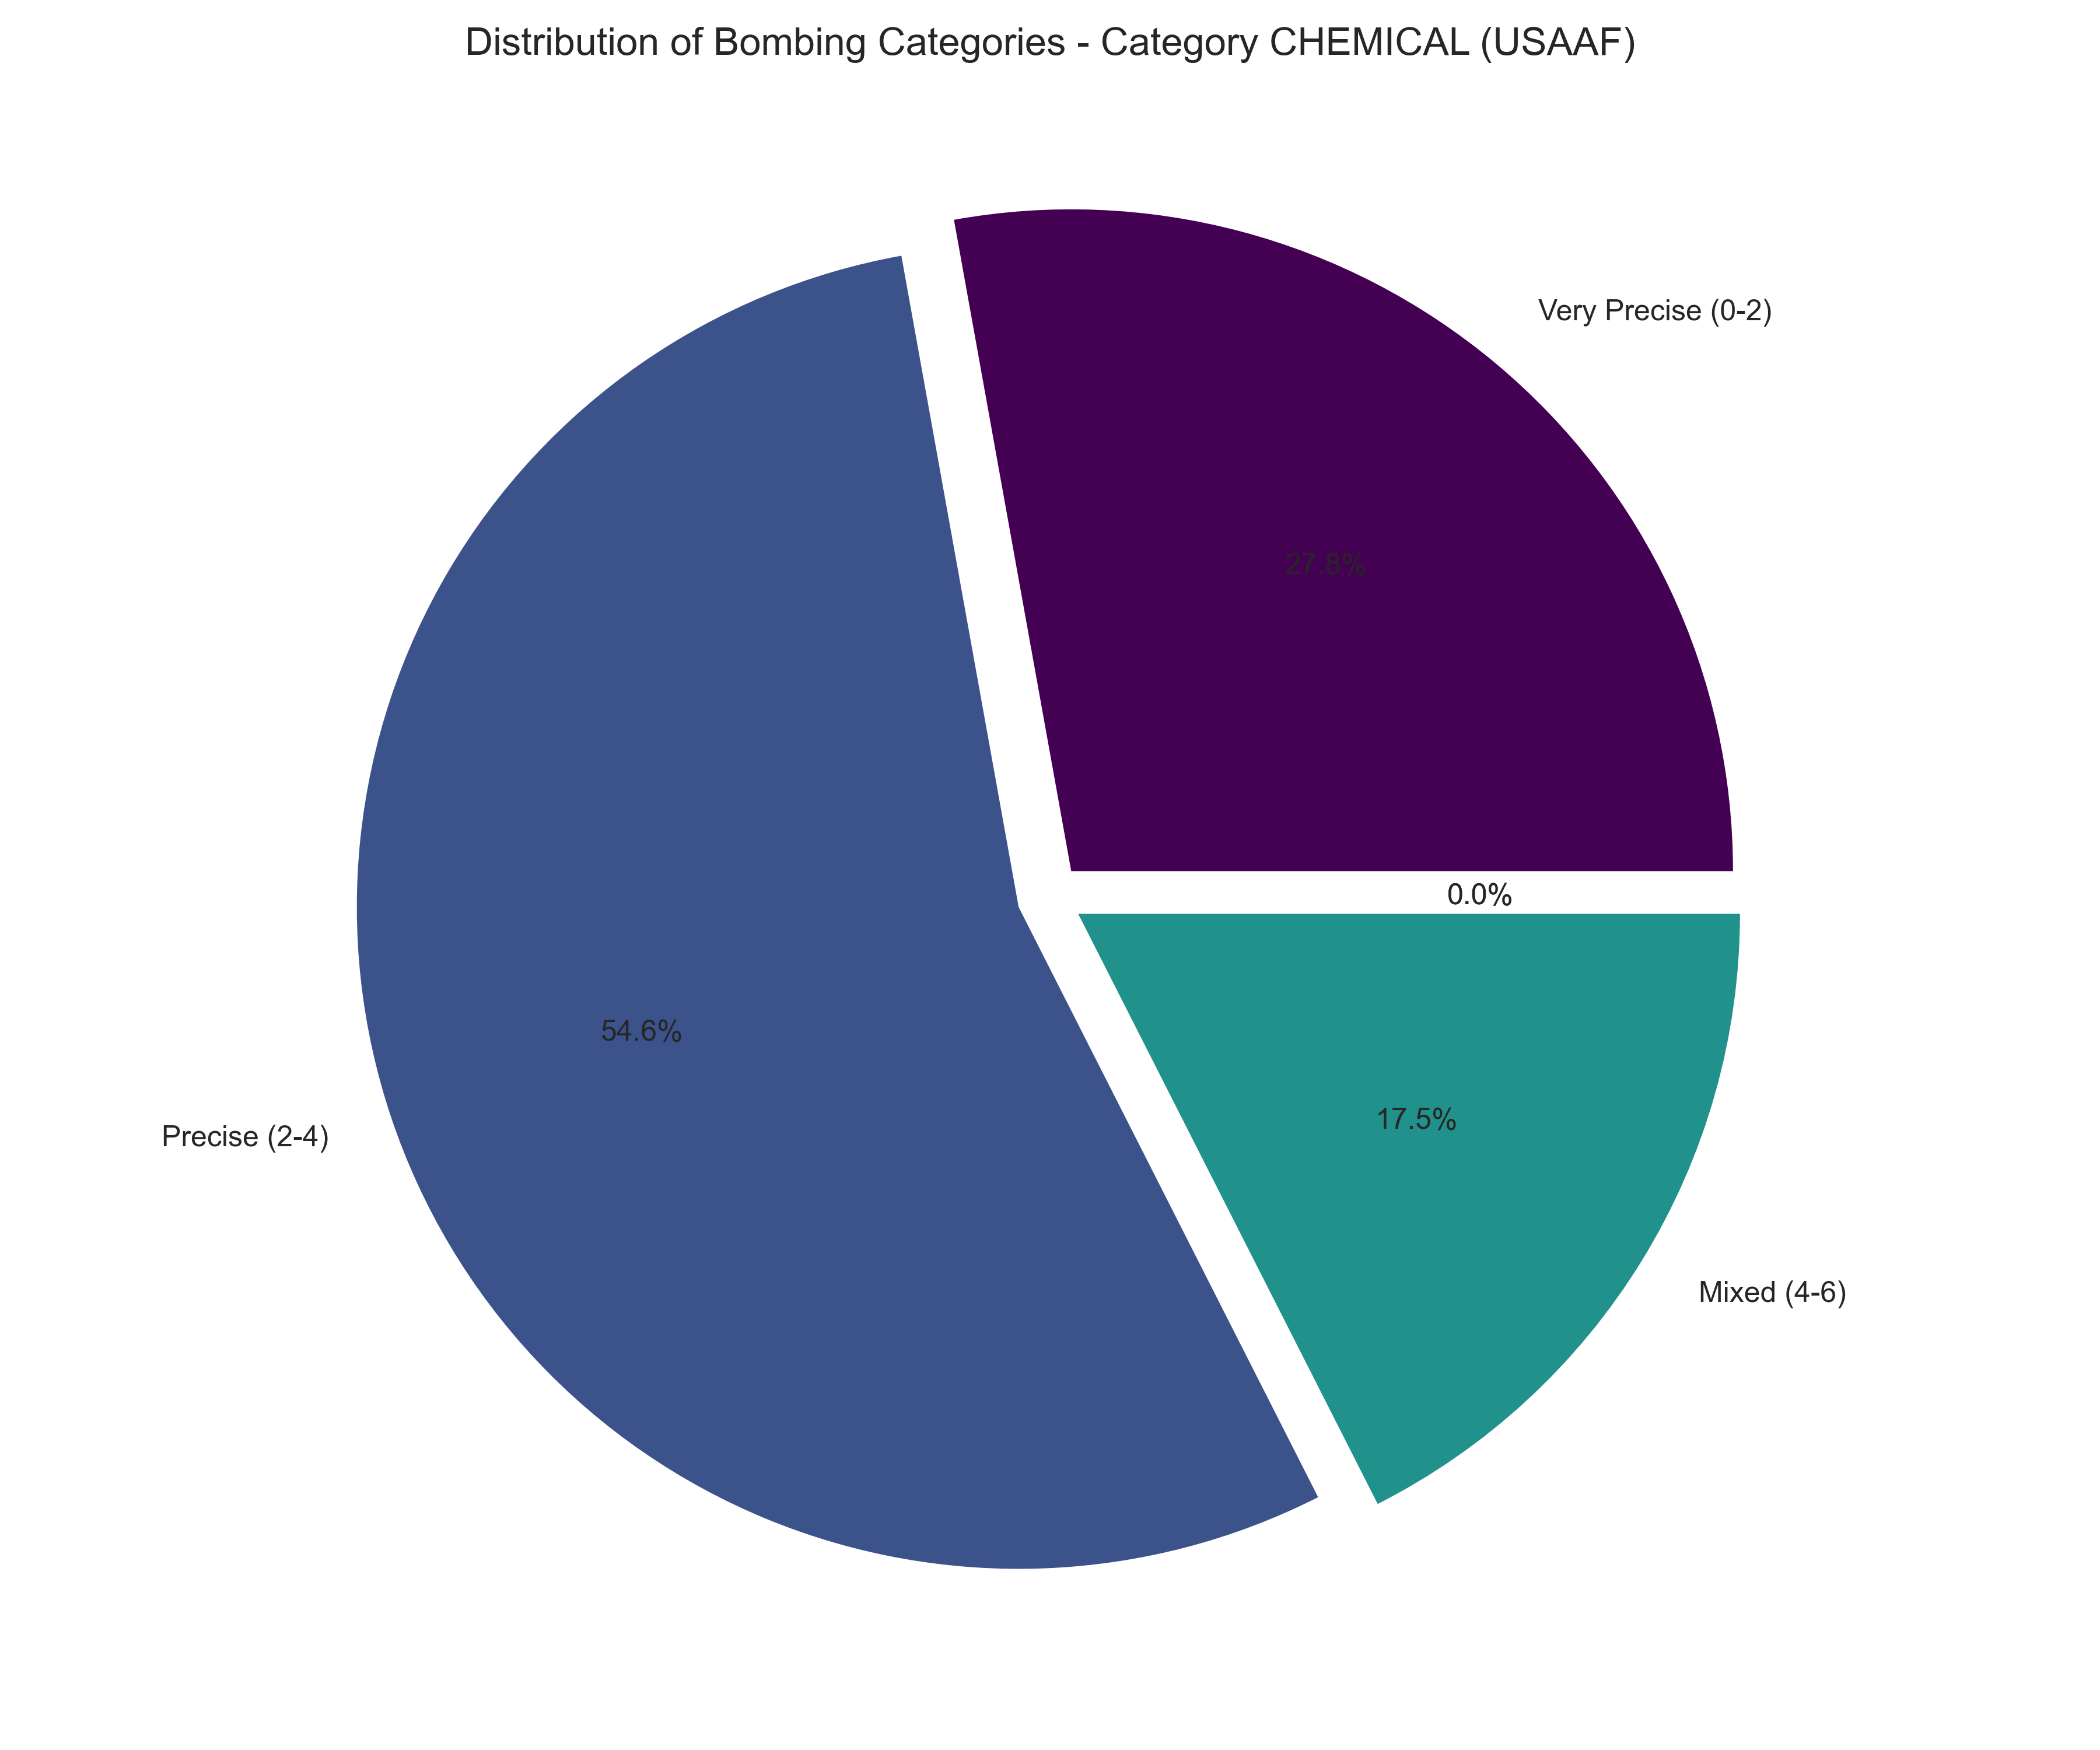 Distribution of Bombing Categories - Category CHEMICAL (USAAF)
Very Precise (0-2)
27.8%
0.0%
54.6%
17.5%
Precise (2-4)
Mixed (4-6)